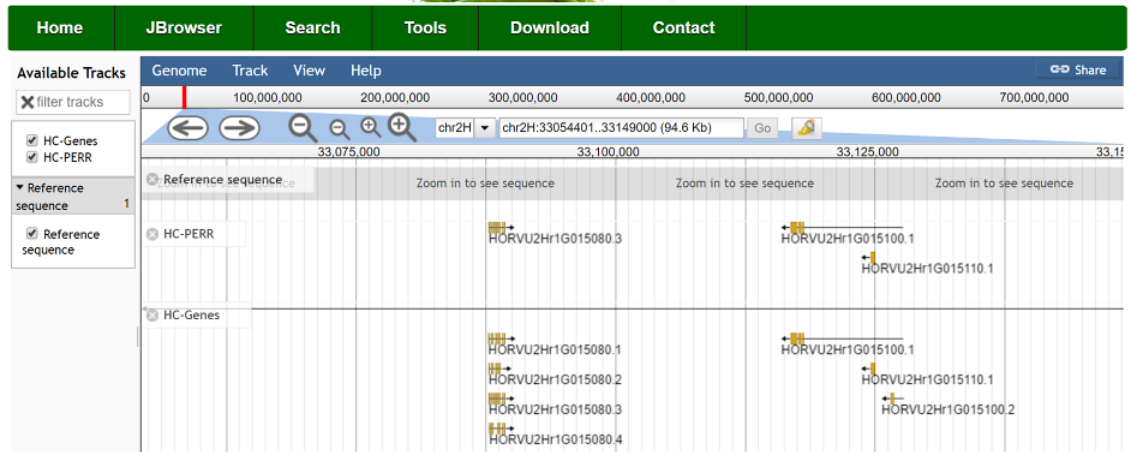 Home JBrowser Search Tools Download Contact
Available Tracks
filter tracks
HC-Genes
HC-PERR
Reference sequence 1
Reference sequence
Genome Track View Help Share
0 100,000,000 200,000,000 300,000,000 400,000,000 500,000,000 600,000,000 700,000,000
chr2H chr2H:33054401..33149000 (94.6 Kb) Go
33,075,000 33,100,000 33,125,000 33,15
Reference sequence Zoom in to see sequence Zoom in to see sequence Zoom in to see sequence
HC-PERR
HORVU2Hr1G015080.3 HORVU2Hr1G015100.1
HORVU2Hr1G015110.1
HC-Genes
HORVU2Hr1G015080.1 HORVU2Hr1G015100.1
HORVU2Hr1G015080.2 HORVU2Hr1G015110.1
HORVU2Hr1G015080.3 HORVU2Hr1G015100.2
HORVU2Hr1G015080.4